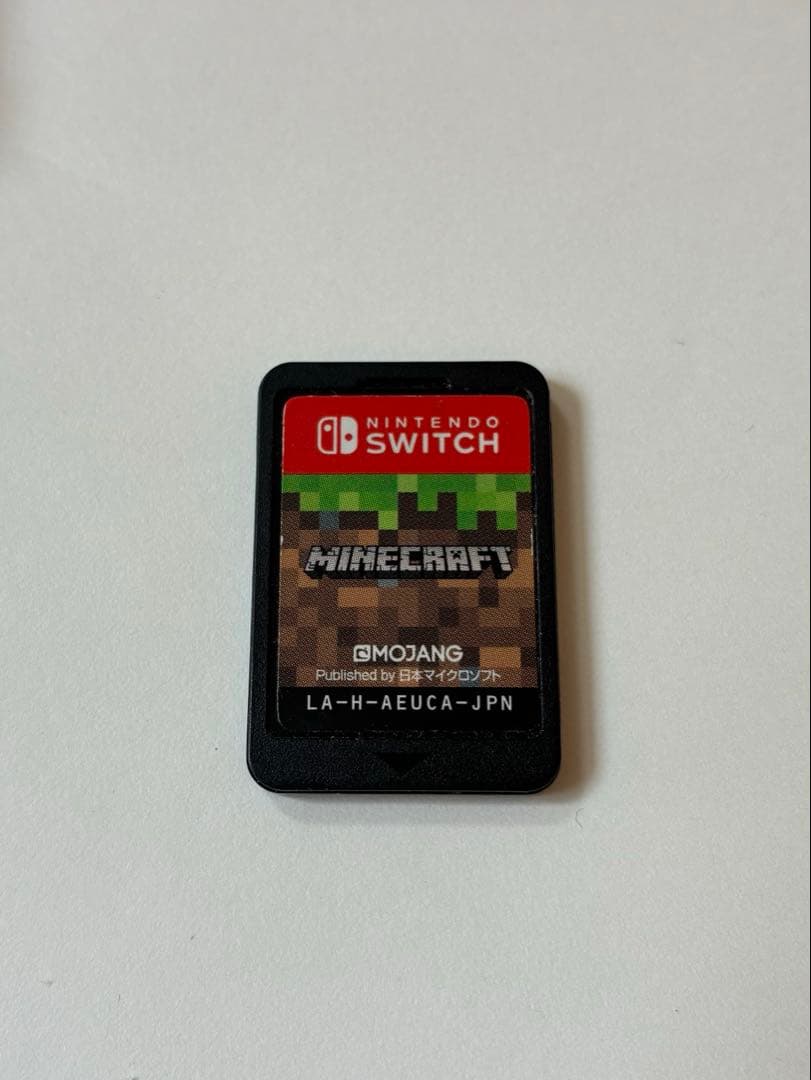 NINTENDO
SWITCH
MINECRAFT
MOJANG
Published by 日本マイクロソフト
LA-H-AEUCA-JPN